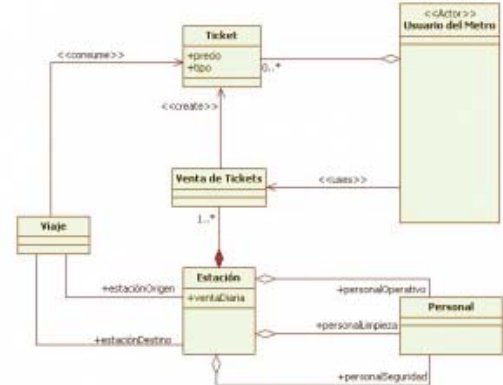 <<Actor>>
Usuario del Metro
Ticket
+precio
+tipo
<<consume>>
0..*
<<create>>
Venta de Tickets
<<uses>>
1..*
Viaje
Estación
+ventaDiaria
+estaciónOrigen
+personalOperativo
Personal
+personalLimpieza
+estaciónDestino
+personalSeguridad